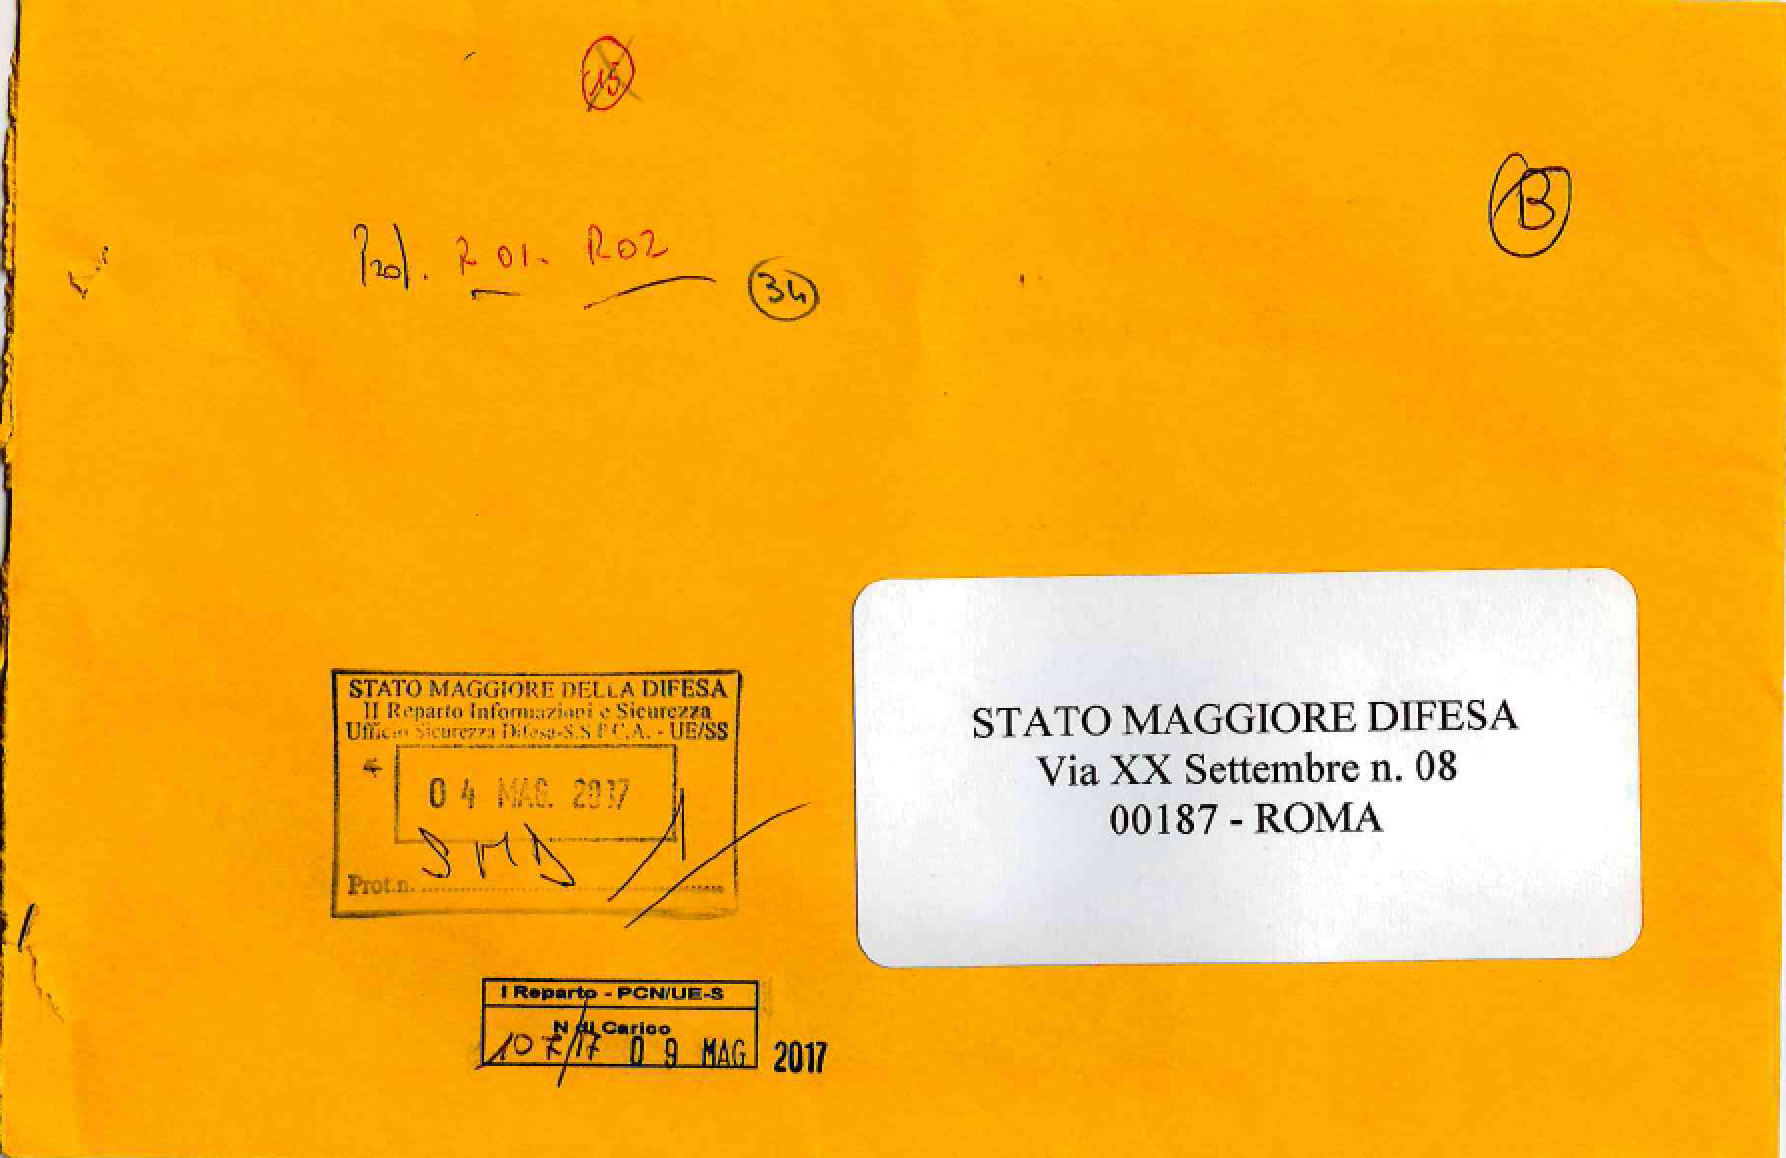 15
B
R01. R02
34
STATO MAGGIORE DELLA DIFESA
II Reparto Informazioni e Sicurezza
Ufficio Sicurezza Difesa-S.S.P.C.A. - UE/SS
04 MAG. 2017
SMD
Prot.n.
STATO MAGGIORE DIFESA
Via XX Settembre n. 08
00187 - ROMA
I Reparto - PCN/UE-S
N di Carico
107/17 09 MAG 2017